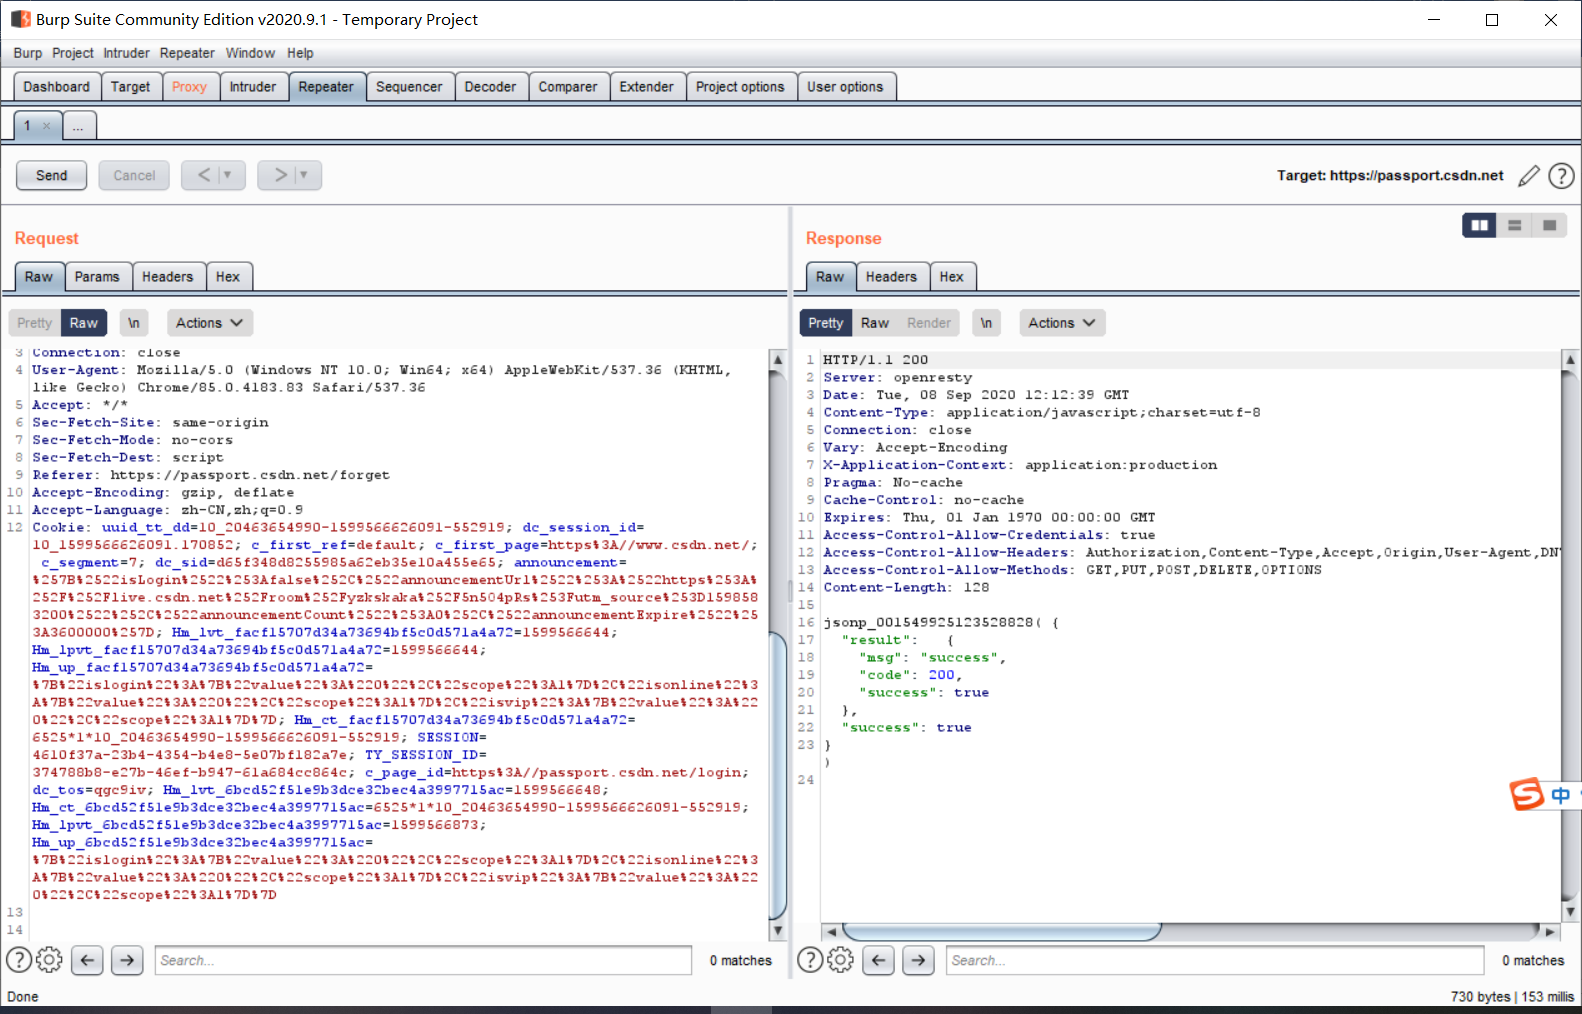 Burp Suite Community Edition v2020.9.1 - Temporary Project
Burp Project Intruder Repeater Window Help
Dashboard Target Proxy Intruder Repeater Sequencer Decoder Comparer Extender Project options User options
1 × ...
Send Cancel < > Target: https://passport.csdn.net ?
Request
Raw Params Headers Hex
Pretty Raw \n Actions
3 Connection: close
4 User-Agent: Mozilla/5.0 (Windows NT 10.0; Win64; x64) AppleWebKit/537.36 (KHTML,
like Gecko) Chrome/85.0.4183.83 Safari/537.36
5 Accept: */*
6 Sec-Fetch-Site: same-origin
7 Sec-Fetch-Mode: no-cors
8 Sec-Fetch-Dest: script
9 Referer: https://passport.csdn.net/forget
10 Accept-Encoding: gzip, deflate
11 Accept-Language: zh-CN,zh;q=0.9
12 Cookie: uuid_tt_dd=10_20463654990-1599566626091-552919; dc_session_id=
10_1599566626091.170852; c_first_ref=default; c_first_page=https%3A//www.csdn.net/;
c_segment=7; dc_sid=d65f348d8255985a62eb35e10a455e65; announcement=
%257B%2522isLogin%2522%253Afalse%252C%2522announcementUrl%2522%253A%2522https%253A%
252F%252Flive.csdn.net%252Froom%252Fyzkskaka%252F5n504pRs%253Futm_source%253D159858
3200%2522%252C%2522announcementCount%2522%253A0%252C%2522announcementExpire%2522%25
3A3600000%257D; Hm_lvt_facf15707d34a73694bf5c0d571a4a72=1599566644;
Hm_lpvt_facf15707d34a73694bf5c0d571a4a72=1599566644;
Hm_up_facf15707d34a73694bf5c0d571a4a72=
%7B%22islogin%22%3A%7B%22value%22%3A%220%22%2C%22scope%22%3A1%7D%2C%22isonline%22%3
A%7B%22value%22%3A%220%22%2C%22scope%22%3A1%7D%2C%22isvip%22%3A%7B%22value%22%3A%22
0%22%2C%22scope%22%3A1%7D%7D; Hm_ct_facf15707d34a73694bf5c0d571a4a72=
6525*1*10_20463654990-1599566626091-552919; SESSION=
4610f37a-23b4-4354-b4e8-5e07bf182a7e; TY_SESSION_ID=
374788b8-e27b-46ef-b947-61a684cc864c; c_page_id=https%3A//passport.csdn.net/login;
dc_tos=qgc9iv; Hm_lvt_6bcd52f51e9b3dce32bec4a3997715ac=1599566648;
Hm_ct_6bcd52f51e9b3dce32bec4a3997715ac=6525*1*10_20463654990-1599566626091-552919;
Hm_lpvt_6bcd52f51e9b3dce32bec4a3997715ac=1599566873;
Hm_up_6bcd52f51e9b3dce32bec4a3997715ac=
%7B%22islogin%22%3A%7B%22value%22%3A%220%22%2C%22scope%22%3A1%7D%2C%22isonline%22%3
A%7B%22value%22%3A%220%22%2C%22scope%22%3A1%7D%2C%22isvip%22%3A%7B%22value%22%3A%22
0%22%2C%22scope%22%3A1%7D%7D
13
14
? Search... 0 matches
Response
Raw Headers Hex
Pretty Raw Render \n Actions
1 HTTP/1.1 200
2 Server: openresty
3 Date: Tue, 08 Sep 2020 12:12:39 GMT
4 Content-Type: application/javascript;charset=utf-8
5 Connection: close
6 Vary: Accept-Encoding
7 X-Application-Context: application:production
8 Pragma: No-cache
9 Cache-Control: no-cache
10 Expires: Thu, 01 Jan 1970 00:00:00 GMT
11 Access-Control-Allow-Credentials: true
12 Access-Control-Allow-Headers: Authorization,Content-Type,Accept,Origin,User-Agent,DN
13 Access-Control-Allow-Methods: GET,PUT,POST,DELETE,OPTIONS
14 Content-Length: 128
15
16 jsonp_001549925123528828( {
17 "result": {
18 "msg": "success",
19 "code": 200,
20 "success": true
21 },
22 "success": true
23 }
)
24
S 中
? Search... 0 matches
Done 730 bytes | 153 millis